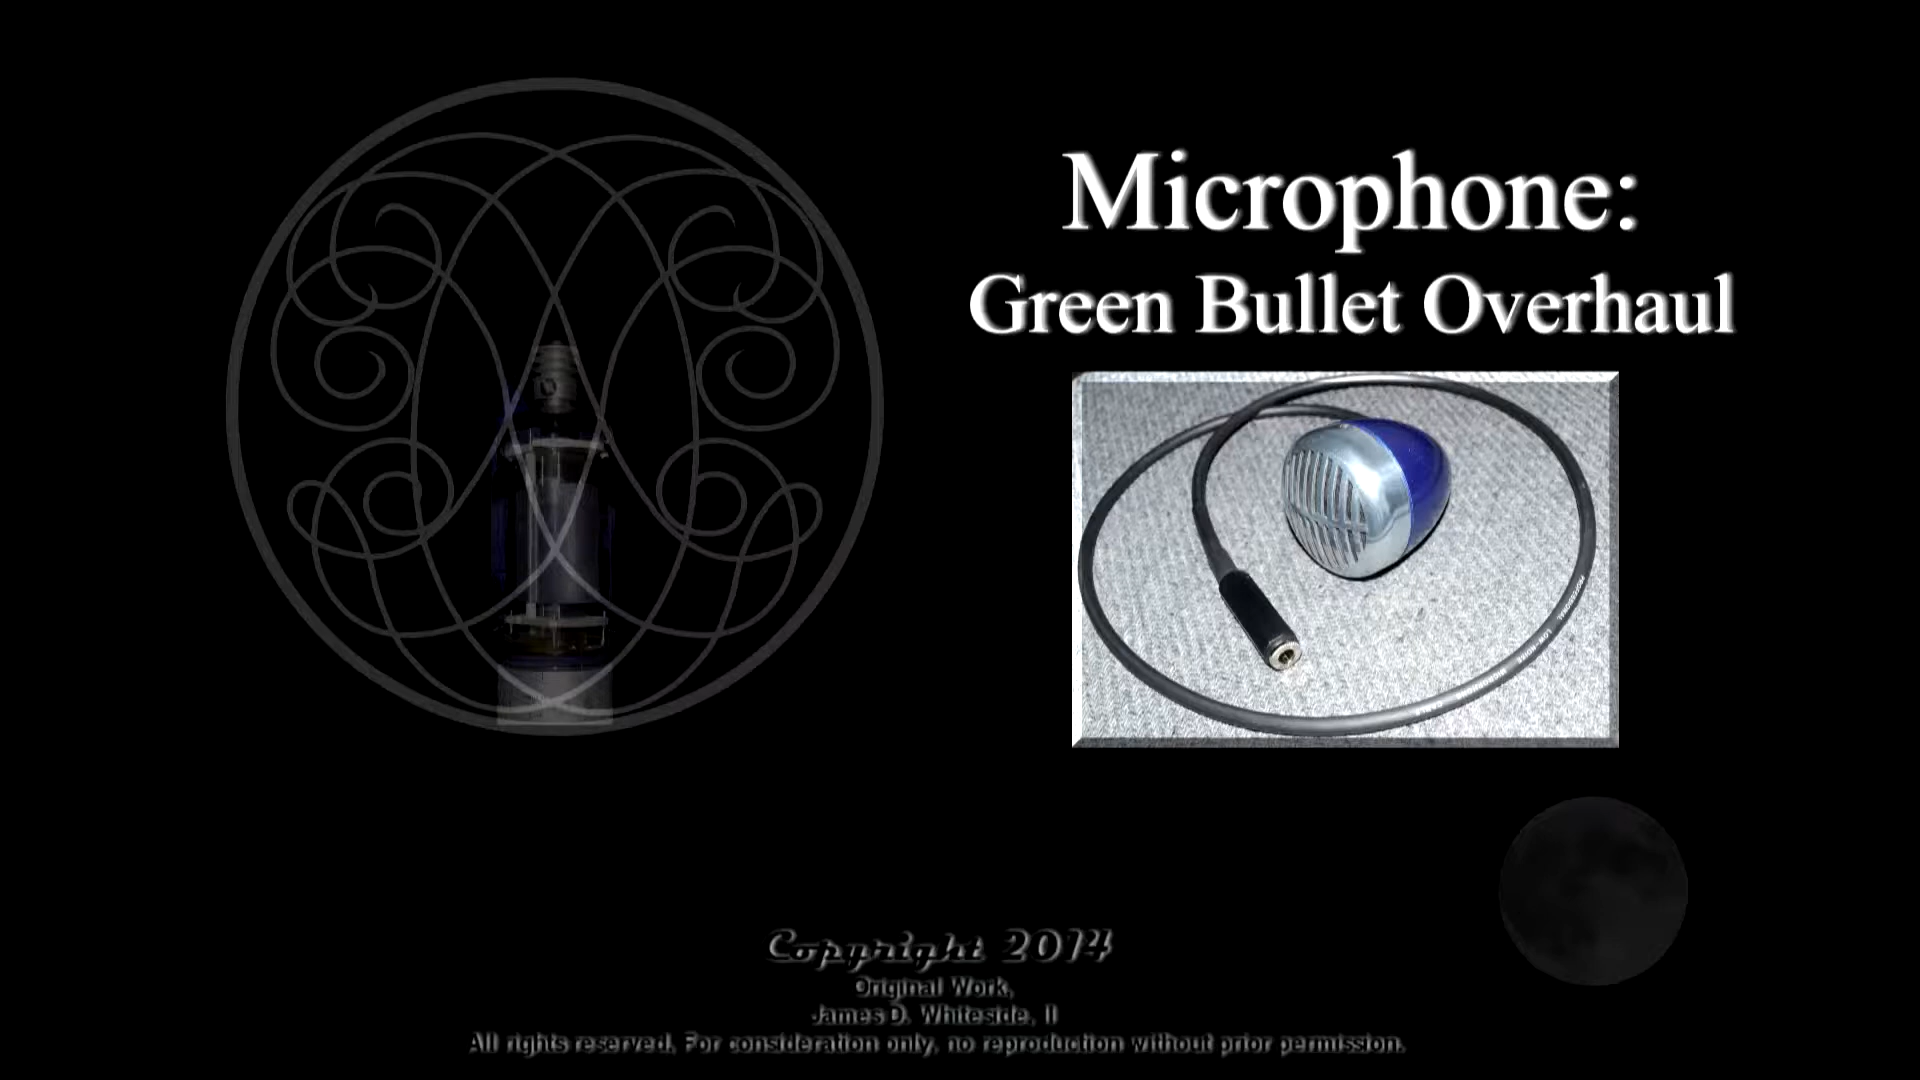 Microphone:
Green Bullet Overhaul
Copyright 2014
Original Work,
James D. Whiteside, II
All rights reserved, For consideration only, no reproduction without prior permission.